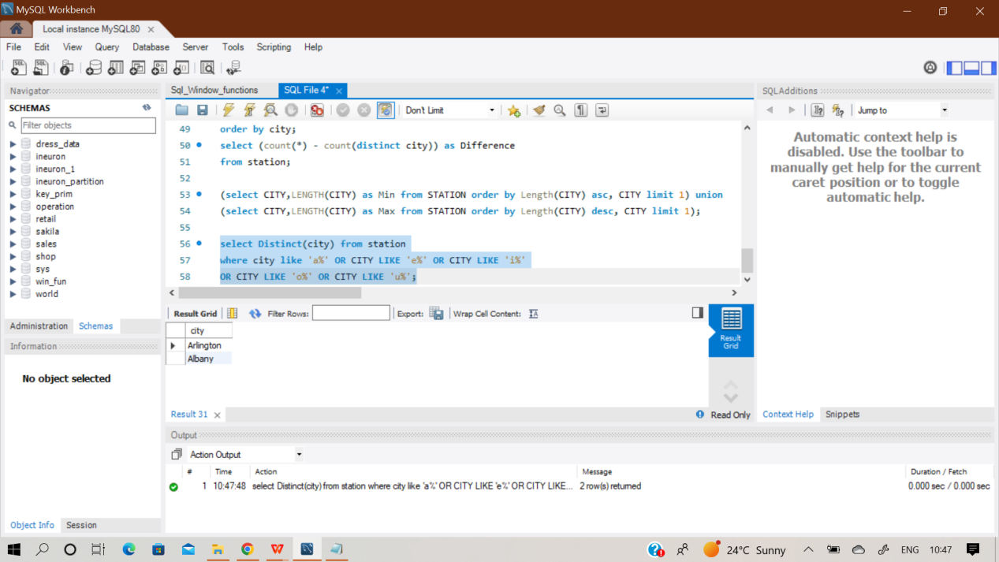 MySQL Workbench
Local instance MySQL80
File Edit View Query Database Server Tools Scripting Help
Navigator
SCHEMAS
Filter objects
dress_data
ineuron
ineuron_1
ineuron_partition
key_prim
operation
retail
sakila
sales
shop
sys
win_fun
world
Administration Schemas
Information
No object selected
Object Info Session
Sql_Window_functions SQL File 4*
Don't Limit
49 order by city;
50 select (count(*) - count(distinct city)) as Difference
51 from station;
52
53 (select CITY,LENGTH(CITY) as Min from STATION order by Length(CITY) asc, CITY limit 1) union
54 (select CITY,LENGTH(CITY) as Max from STATION order by Length(CITY) desc, CITY limit 1);
55
56 select Distinct(city) from station
57 where city like 'a%' OR CITY LIKE 'e%' OR CITY LIKE 'i%'
58 OR CITY LIKE 'o%' OR CITY LIKE 'u%';
Result Grid Filter Rows: Export: Wrap Cell Content:
city
Arlington
Albany
Result Grid
Result 31 Read Only
SQLAdditions
Jump to
Automatic context help is
disabled. Use the toolbar to
manually get help for the current
caret position or to toggle
automatic help.
Context Help Snippets
Output
Action Output
# Time Action Message Duration / Fetch
1 10:47:48 select Distinct(city) from station where city like 'a%' OR CITY LIKE 'e%' OR CITY LIKE... 2 row(s) returned 0.000 sec / 0.000 sec
24°C Sunny ENG 10:47